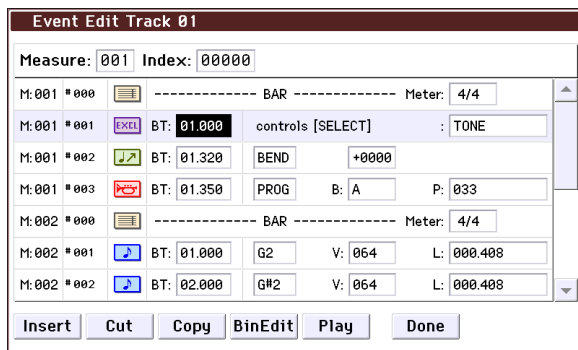 Event Edit Track 01
Measure: 001 Index: 00000
M:001 #000 ------------- BAR ------------- Meter: 4/4
M:001 #001 EXCL BT: 01.000 controls [SELECT] : TONE
M:001 #002 BT: 01.320 BEND +0000
M:001 #003 BT: 01.350 PROG B: A P: 033
M:002 #000 ------------- BAR ------------- Meter: 4/4
M:002 #001 BT: 01.000 G2 V: 064 L: 000.408
M:002 #002 BT: 02.000 G#2 V: 064 L: 000.408
Insert Cut Copy BinEdit Play Done